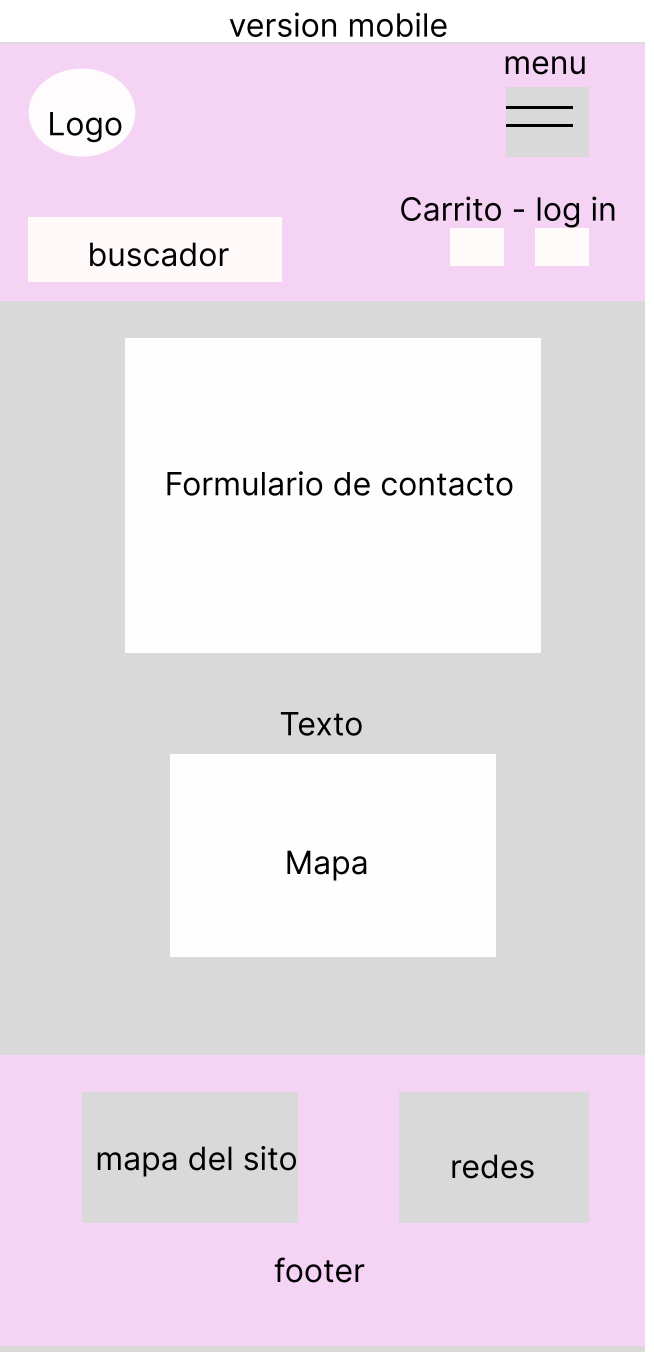 version mobile
menu
Logo
Carrito - log in
buscador
Formulario de contacto
Texto
Mapa
mapa del sito
redes
footer